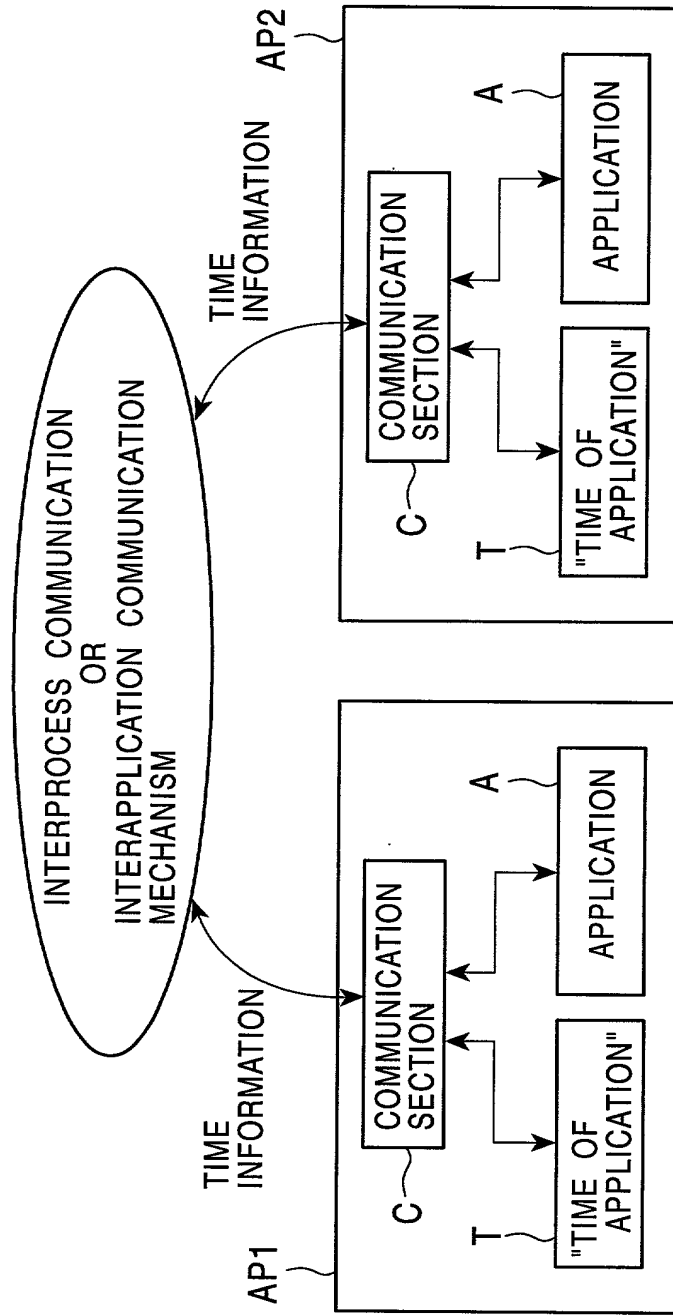 INTERPROCESS COMMUNICATION
OR
INTERAPPLICATION COMMUNICATION
MECHANISM
TIME
INFORMATION
TIME
INFORMATION
AP1
COMMUNICATION
SECTION
C
T
"TIME OF
APPLICATION"
A
APPLICATION
AP2
COMMUNICATION
SECTION
C
T
"TIME OF
APPLICATION"
A
APPLICATION